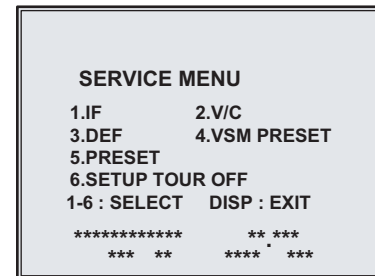 SERVICE MENU
1.IF 2.V/C
3.DEF 4.VSM PRESET
5.PRESET
6.SETUP TOUR OFF
1-6 : SELECT DISP : EXIT
************ **.***
*** ** **** ***